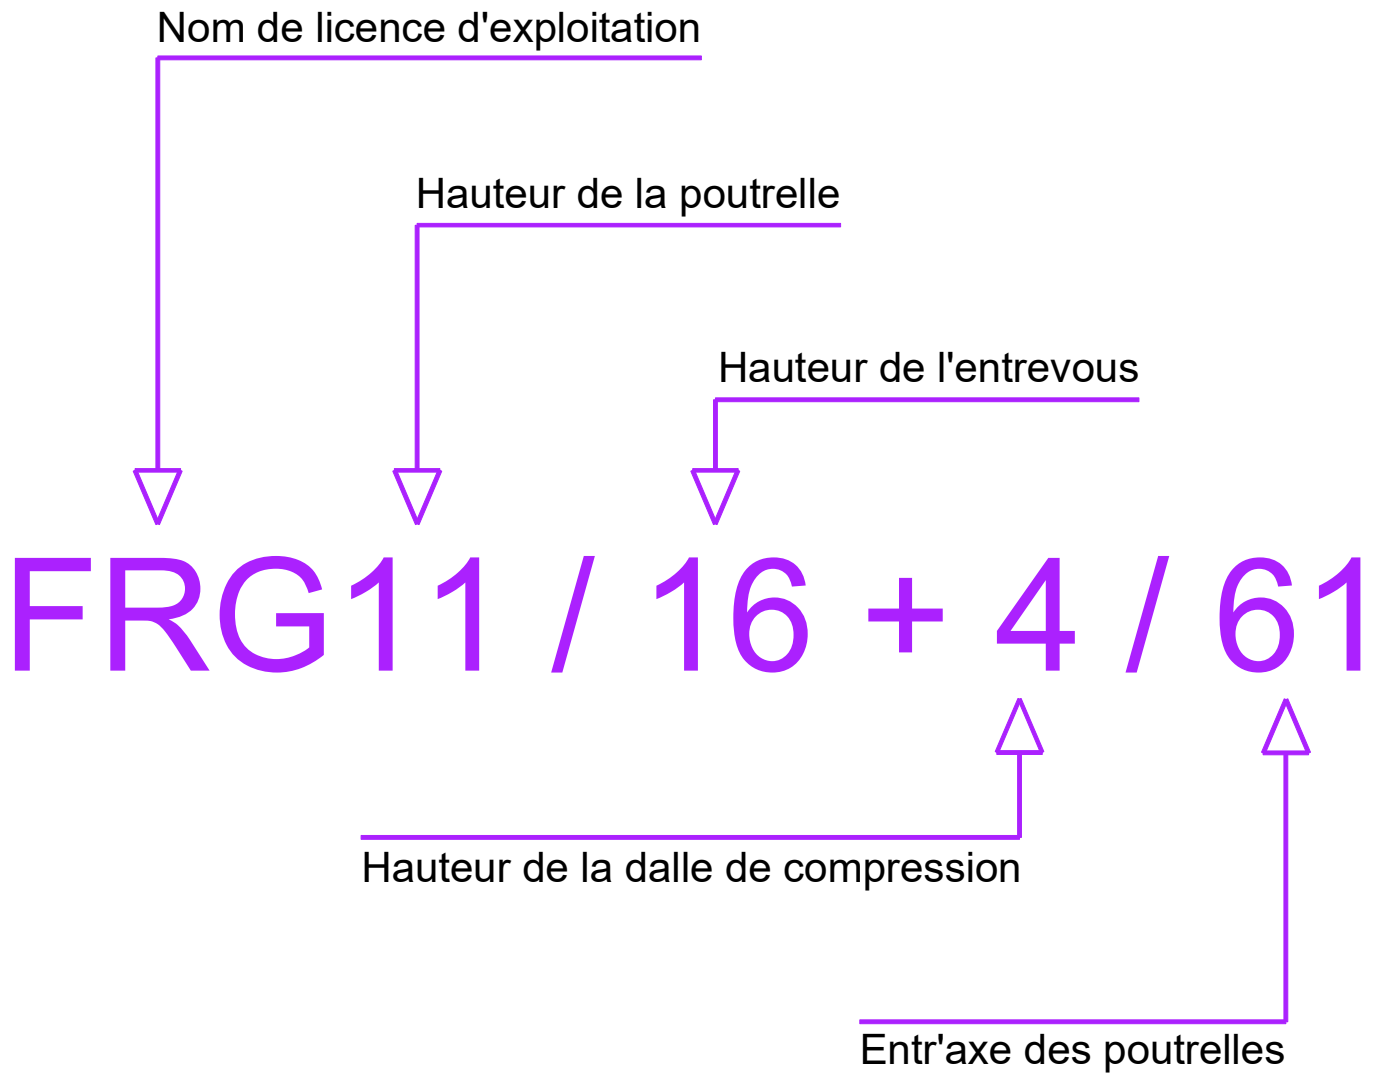 Nom de licence d'exploitation
Hauteur de la poutrelle
Hauteur de l'entrevous
FRG11 / 16 + 4 / 61
Hauteur de la dalle de compression
Entr'axe des poutrelles